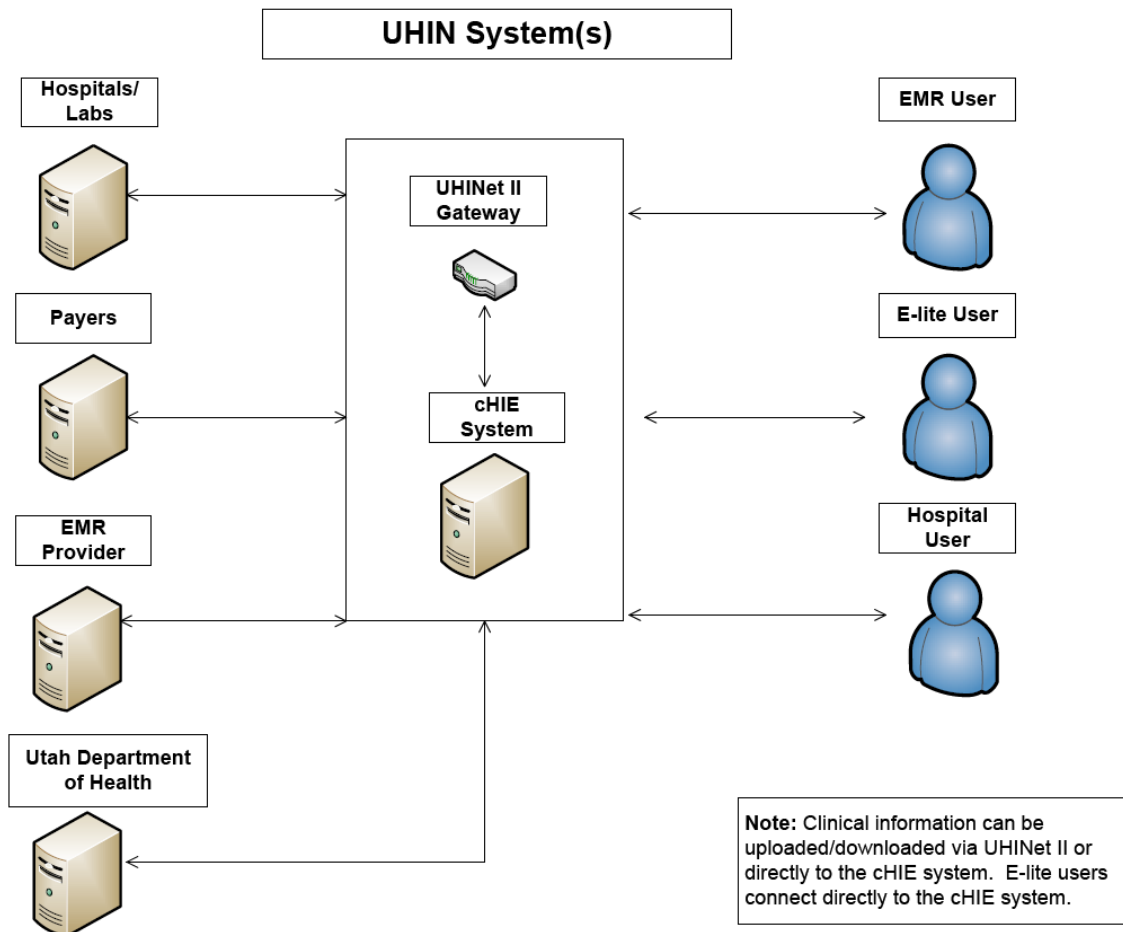 UHIN System(s)
Hospitals/
Labs
EMR User
UHINet II
Gateway
Payers
E-lite User
cHIE
System
EMR
Provider
Hospital
User
Utah Department
of Health
Note: Clinical information can be
uploaded/downloaded via UHINet II or
directly to the cHIE system.  E-lite users
connect directly to the cHIE system.